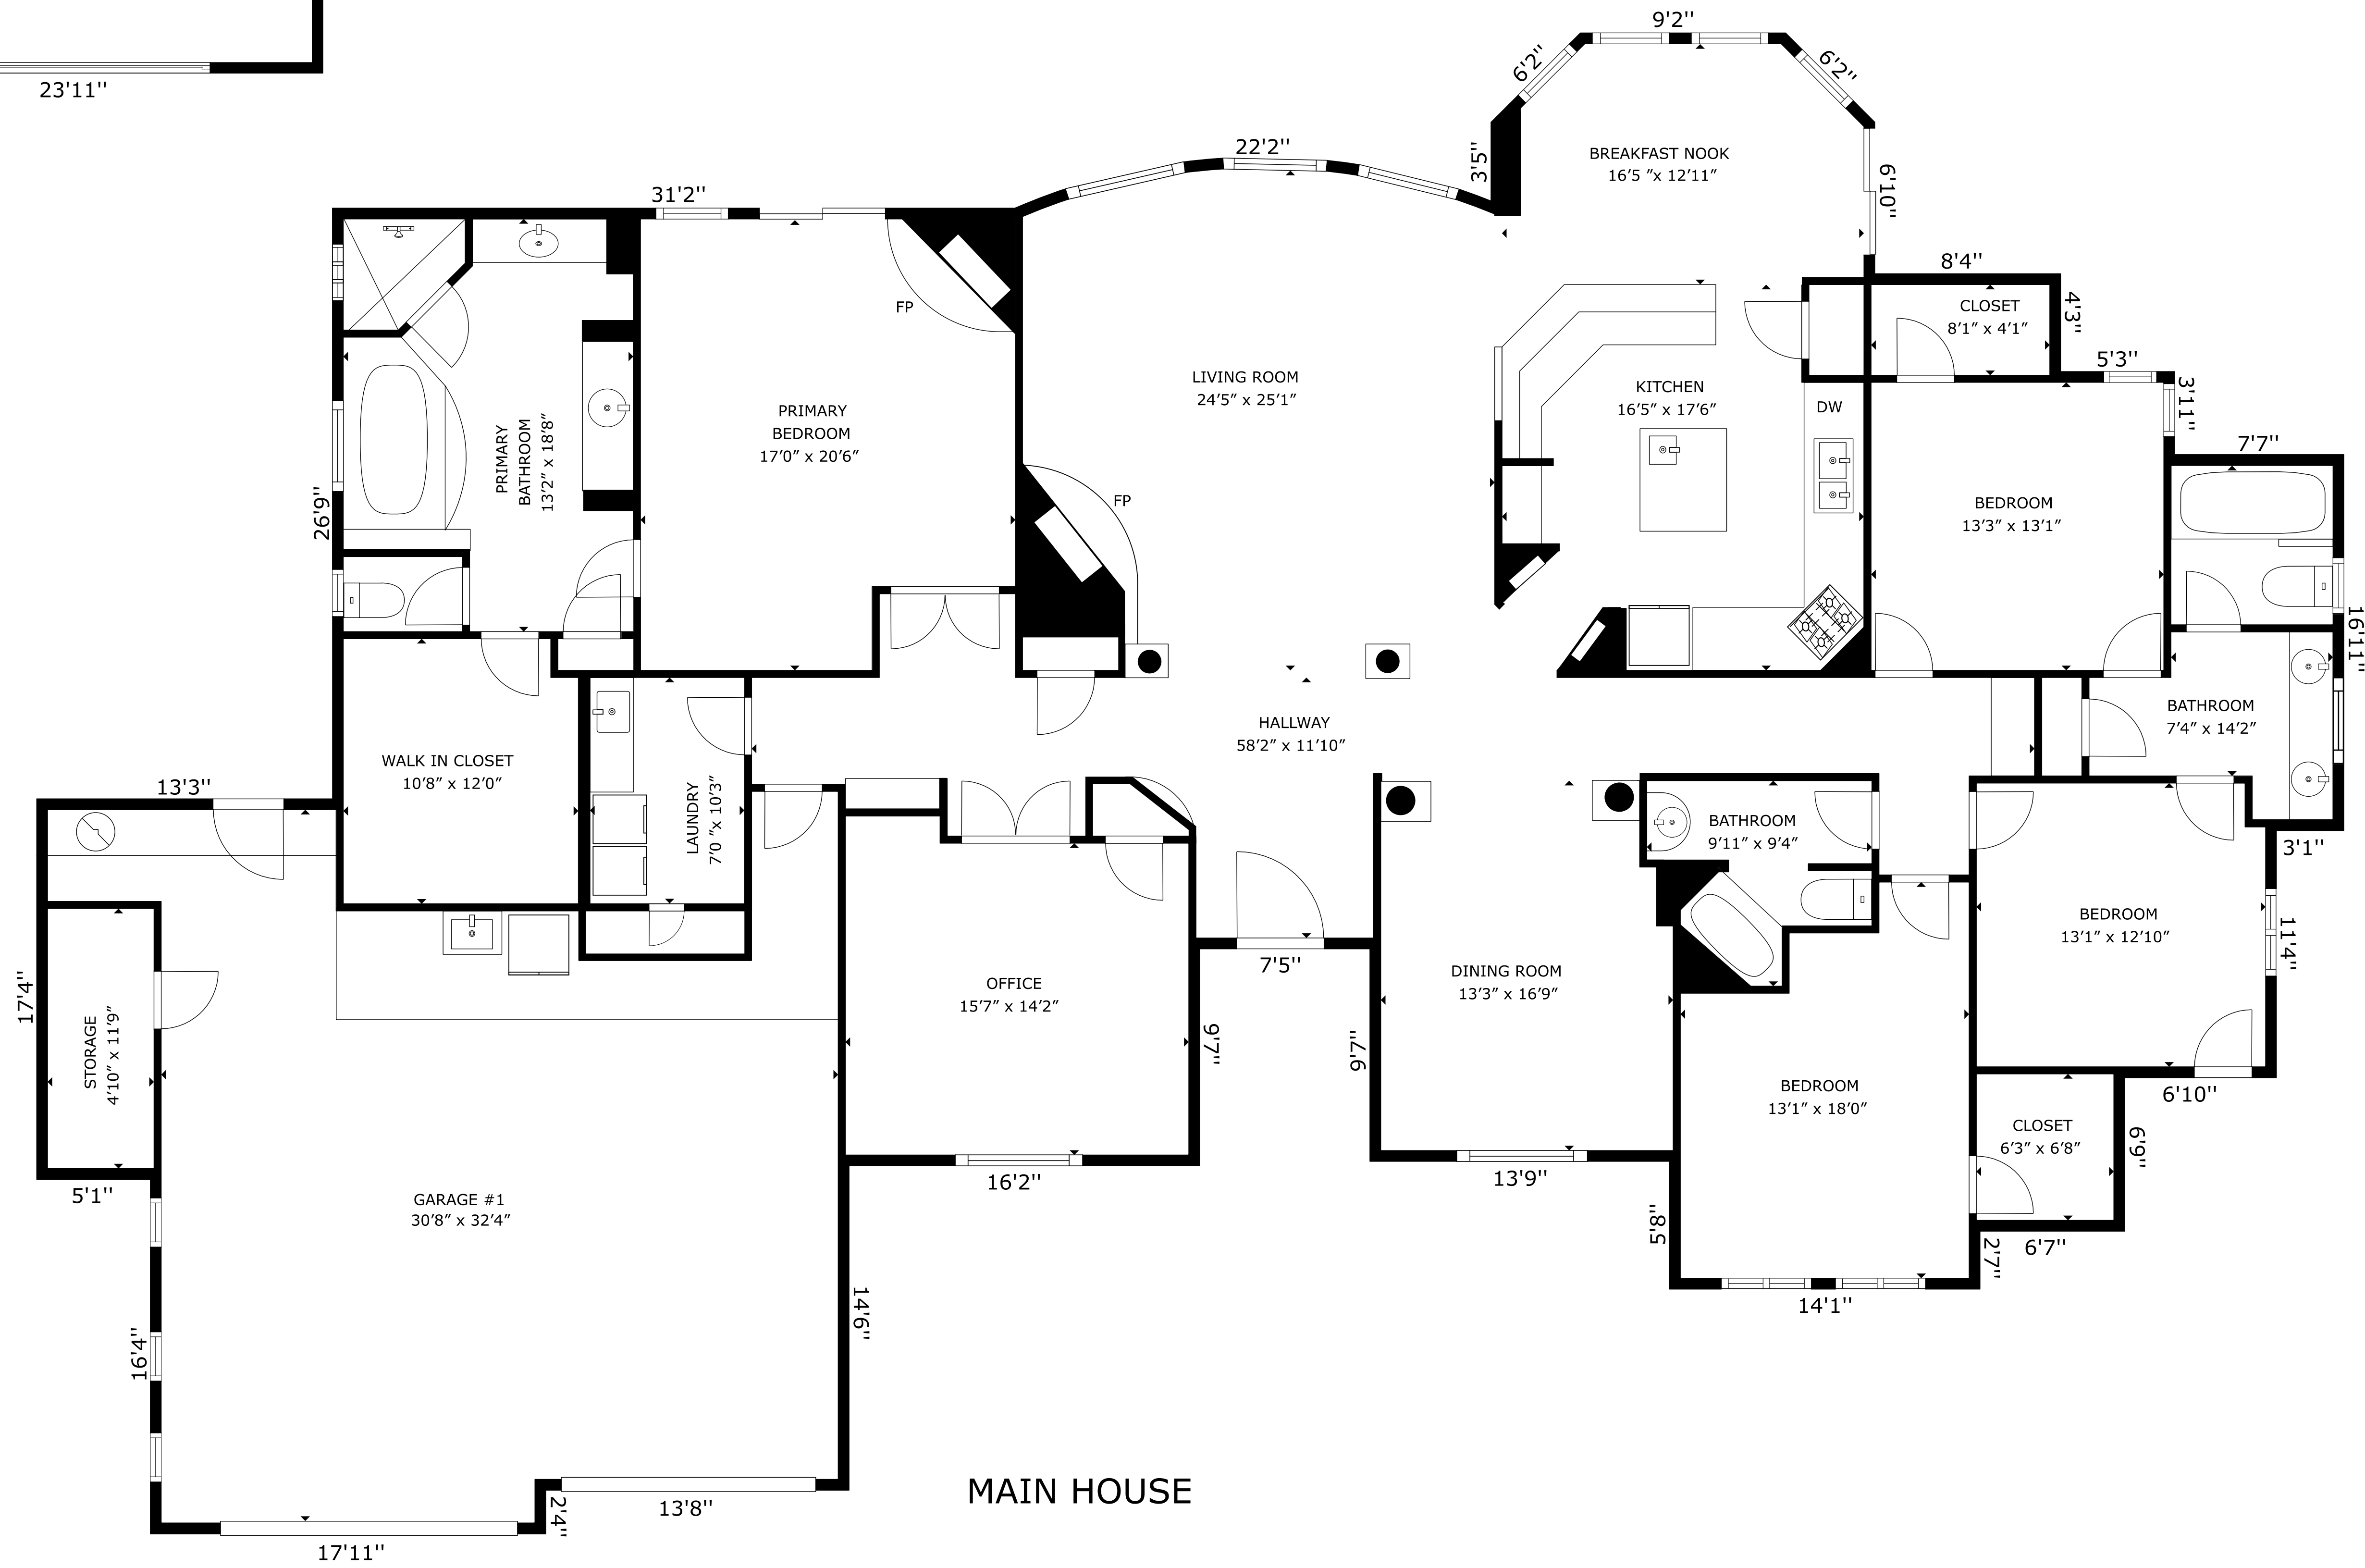 23'11''
9'2''
6'2''
6'2''
3'5''
22'2''
BREAKFAST NOOK
16’5 ”x 12’11”
6'10''
31'2''
8'4''
CLOSET
8’1” x 4’1”
4'3''
FP
5'3''
3'11''
LIVING ROOM
24’5” x 25’1”
KITCHEN
16’5” x 17’6”
DW
PRIMARY
BEDROOM
17’0” x 20’6”
PRIMARY
BATHROOM
13’2” x 18’8”
7'7''
26'9''
FP
BEDROOM
13’3” x 13’1”
16'11''
HALLWAY
58’2” x 11’10”
BATHROOM
7’4” x 14’2”
WALK IN CLOSET
10’8” x 12’0”
13'3''
LAUNDRY
7’0 ”x 10’3”
BATHROOM
9’11” x 9’4”
3'1''
BEDROOM
13’1” x 12’10”
11'4''
7'5''
17'4''
OFFICE
15’7” x 14’2”
DINING ROOM
13’3” x 16’9”
STORAGE
4’10” x 11’9”
9'7''
9'7''
BEDROOM
13’1” x 18’0”
6'10''
CLOSET
6’3” x 6’8”
6'9''
5'1''
16'2''
13'9''
GARAGE #1
30’8” x 32’4”
5'8''
6'7''
2'7''
14'1''
14'6''
16'4''
MAIN HOUSE
13'8''
2'4''
17'11''